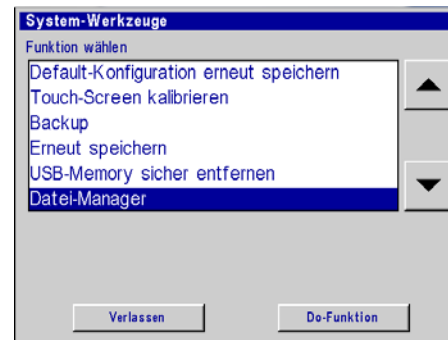 System-Werkzeuge
Funktion wählen
Default-Konfiguration erneut speichern
Touch-Screen kalibrieren
Backup
Erneut speichern
USB-Memory sicher entfernen
Datei-Manager
Verlassen Do-Funktion